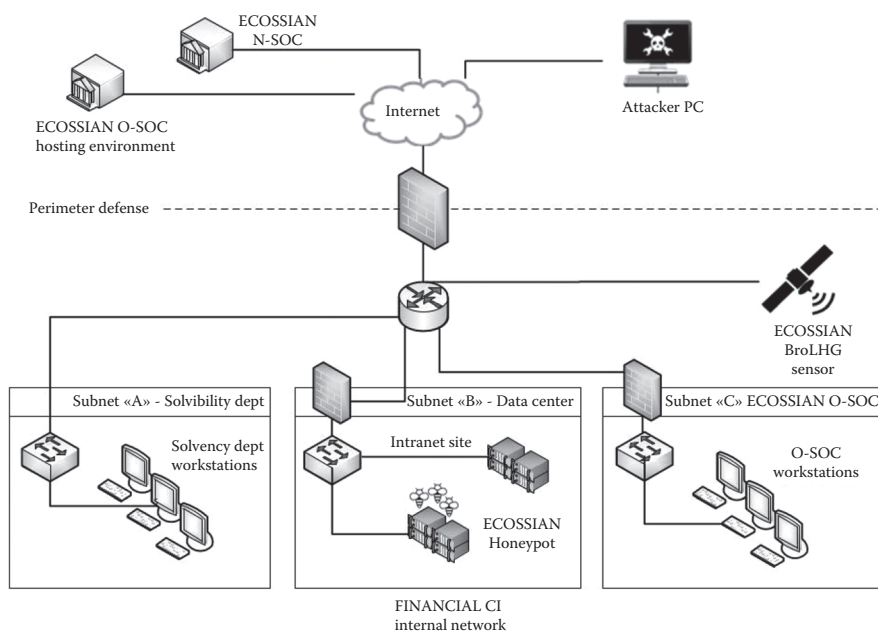 ECOSSIAN
N-SOC
ECOSSIAN O-SOC
hosting environment
Internet
Attacker PC
Perimeter defense
ECOSSIAN
BroLHG
sensor
Subnet «A» - Solvibility dept
Solvency dept
workstations
Subnet «B» - Data center
Intranet site
ECOSSIAN
Honeypot
Subnet «C» ECOSSIAN O-SOC
O-SOC
workstations
FINANCIAL CI
internal network